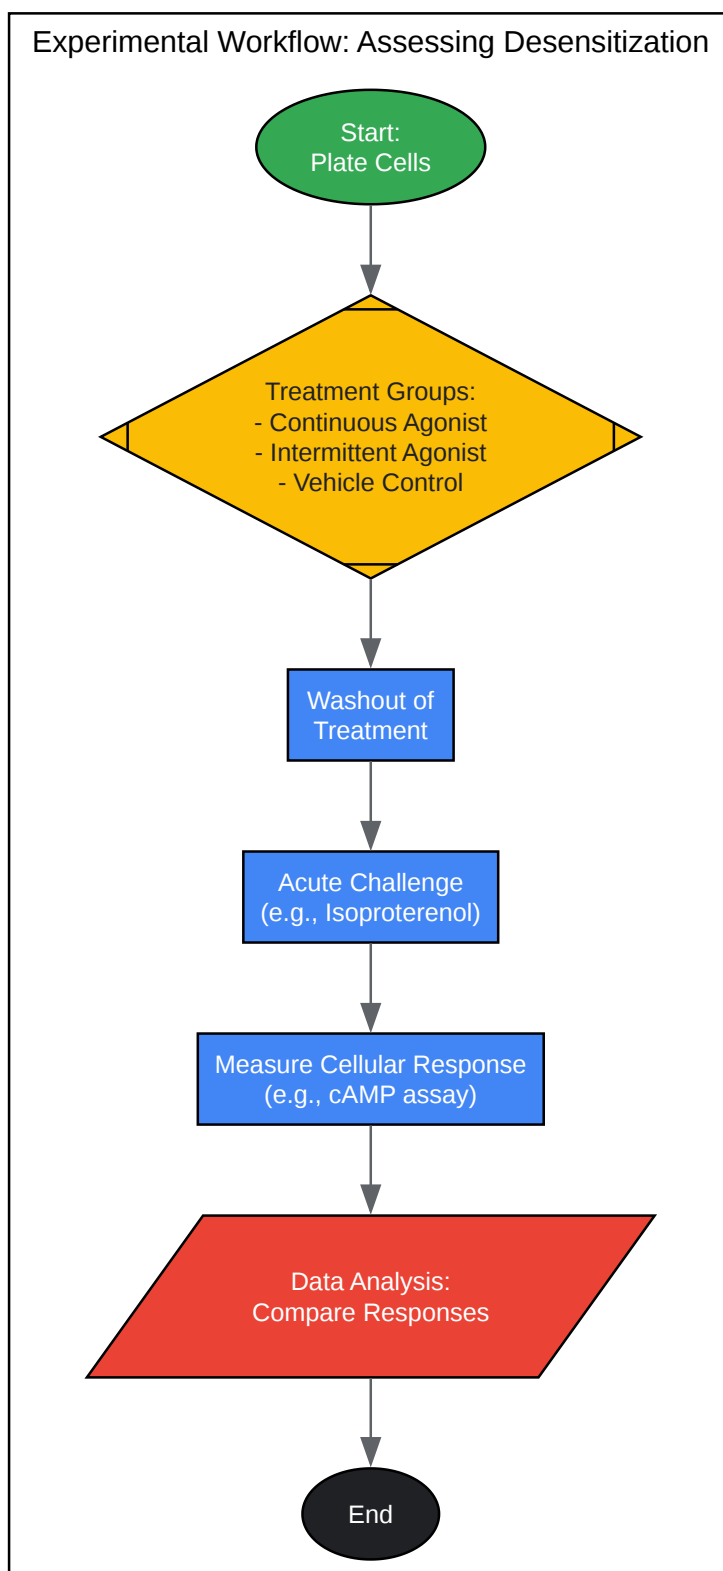 Experimental Workflow: Assessing Desensitization
Start:
Plate Cells
Treatment Groups:
- Continuous Agonist
- Intermittent Agonist
- Vehicle Control
Washout of
Treatment
Acute Challenge
(e.g., Isoproterenol)
Measure Cellular Response
(e.g., cAMP assay)
Data Analysis:
Compare Responses
End